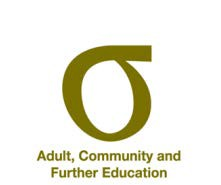 Adult, Community and
Further Education